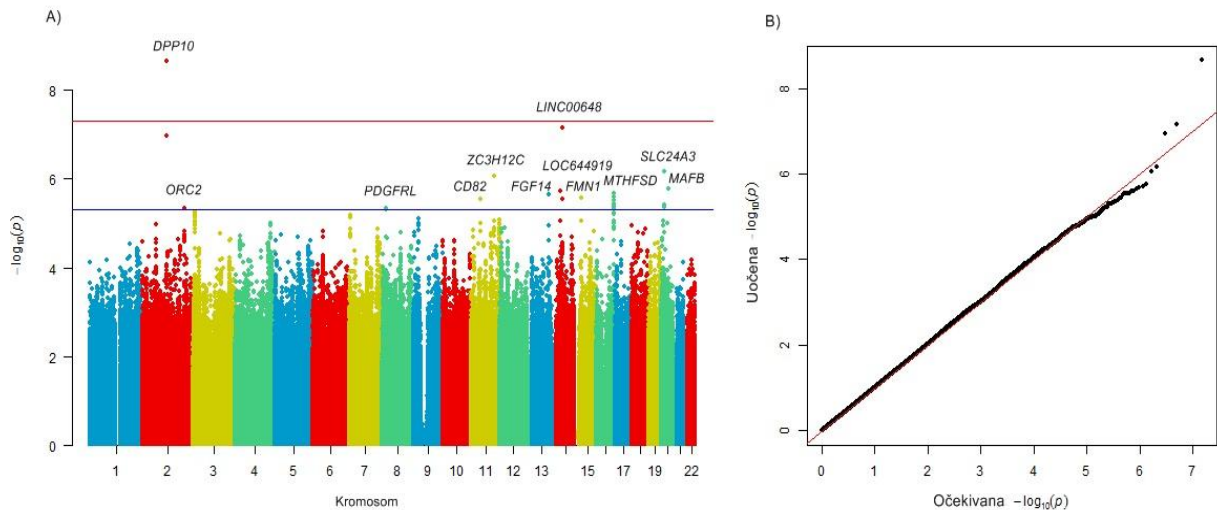 A)
DPP10
8
LINC00648
ZC3H12C
LOC644919
SLC24A3
6
ORC2
PDGFRL
CD82
FGF14
FMN1
MTHFSD
MAFB
−log10(p)
4
2
0
1 2 3 4 5 6 7 8 9 10 11 12 13 15 17 19 22
Kromosom
B)
8
6
Uočena −log10(p)
4
2
0
0 1 2 3 4 5 6 7
Očekivana −log10(p)